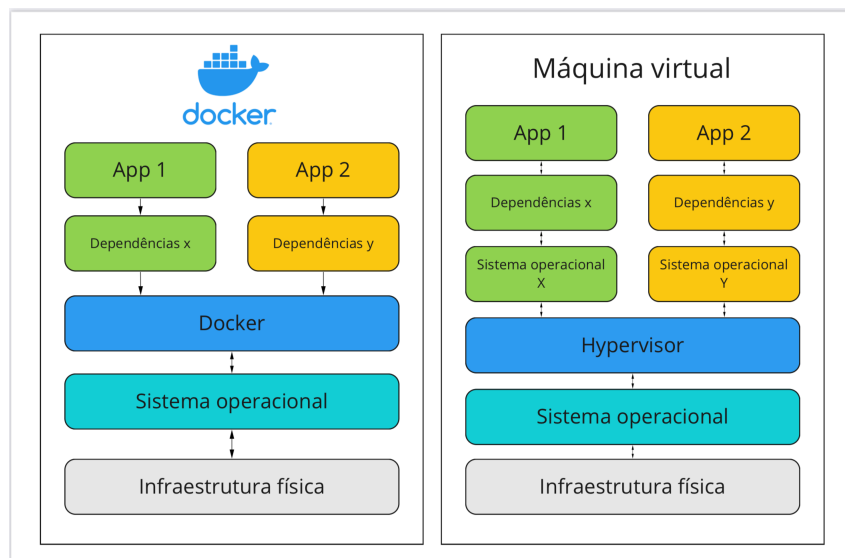 docker
App 1
App 2
Dependências x
Dependências y
Docker
Sistema operacional
Infraestrutura física
Máquina virtual
App 1
App 2
Dependências x
Dependências y
Sistema operacional
X
Sistema operacional
Y
Hypervisor
Sistema operacional
Infraestrutura física